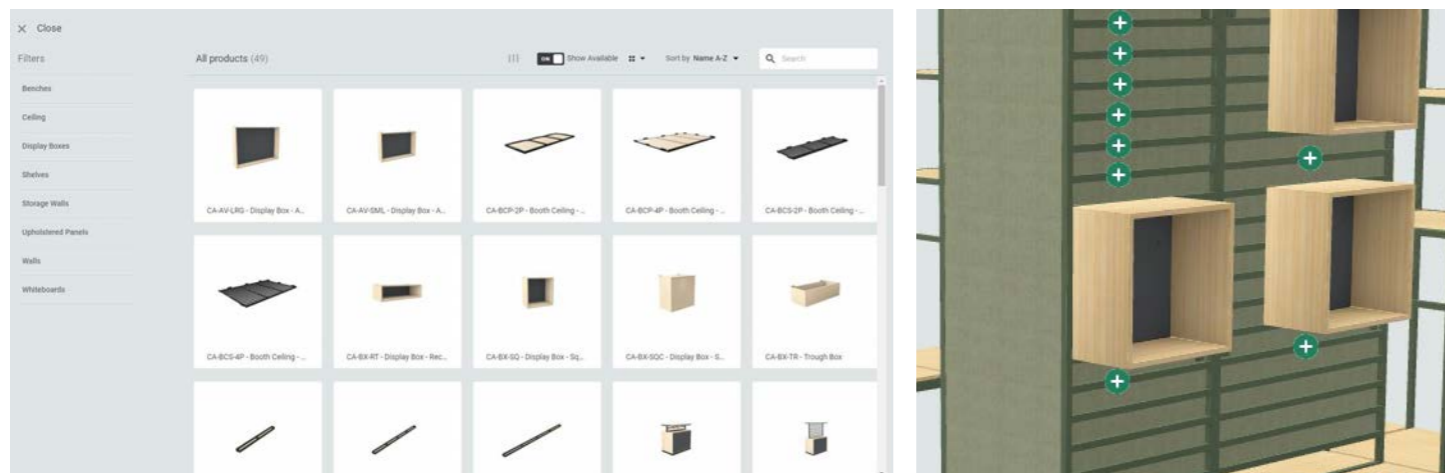 Close
Filters
All products (49)
ON Show Available
Sort by Name A-Z
Search
Benches
Ceiling
Display Boxes
Shelves
Storage Walls
Upholstered Panels
Walls
Whiteboards
CA-AV-LRG - Display Box - A...
CA-AV-SML - Display Box - A...
CA-BCP-2P - Booth Ceiling - ...
CA-BCP-4P - Booth Ceiling - ...
CA-BCS-2P - Booth Ceiling - ...
CA-BCS-4P - Booth Ceiling - ...
CA-BX-RT - Display Box - Rec...
CA-BX-SQ - Display Box - Sq...
CA-BX-SQC - Display Box - S...
CA-BX-TR - Trough Box